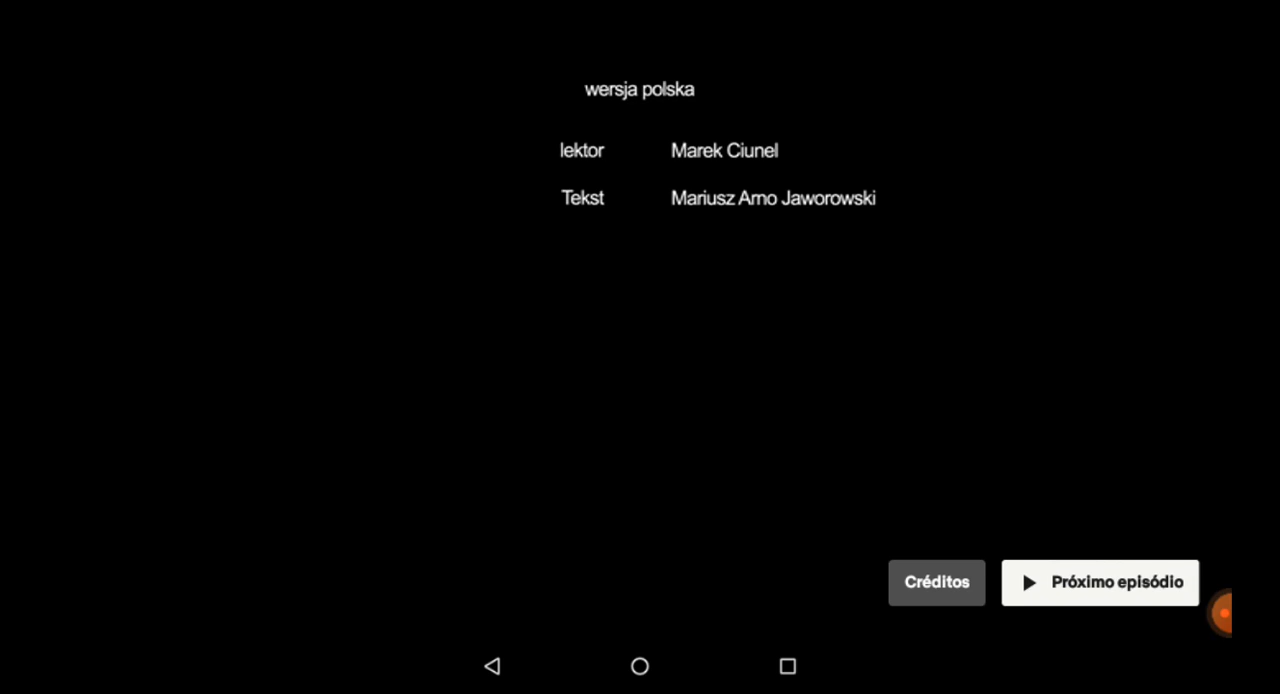 wersja polska
lektor Marek Ciunel
Tekst Mariusz Arno Jaworowski
Créditos
Próximo episódio